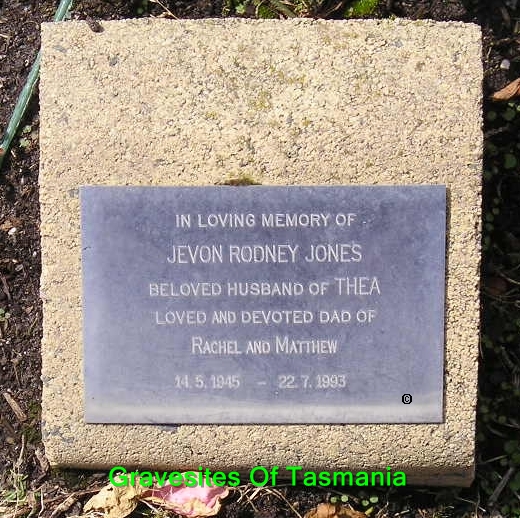 IN LOVING MEMORY OF
JEVON RODNEY JONES
BELOVED HUSBAND OF THEA
LOVED AND DEVOTED DAD OF
RACHEL AND MATTHEW
14.5.1945 – 22.7.1993
©
Gravesites Of Tasmania